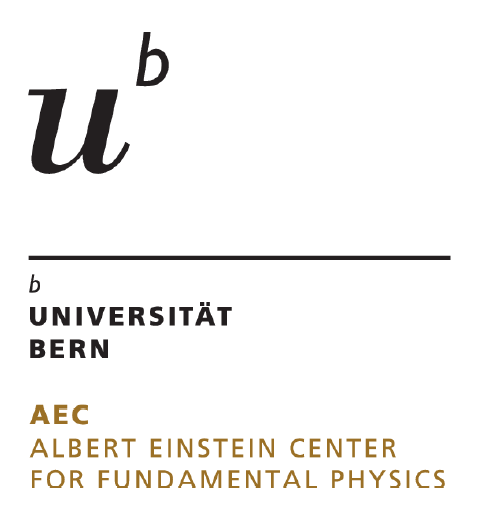 u b
b
UNIVERSITÄT
BERN
AEC
ALBERT EINSTEIN CENTER
FOR FUNDAMENTAL PHYSICS